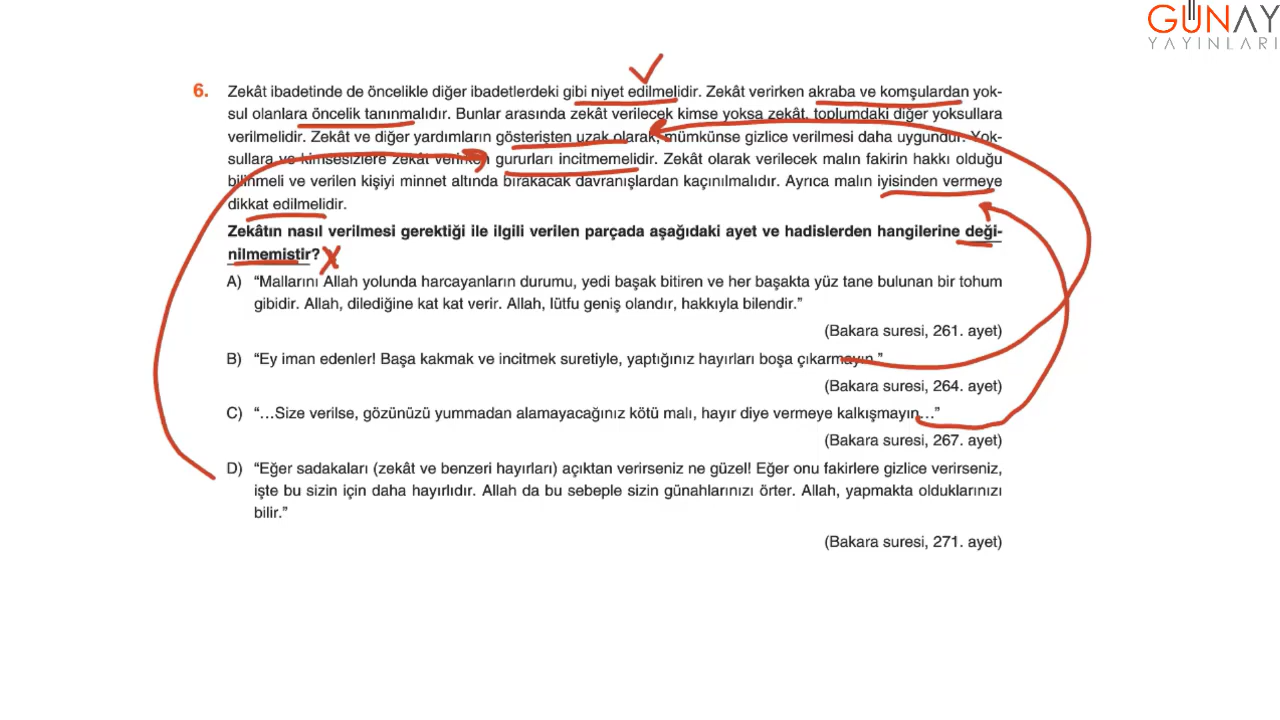 GÜNAY
YAYINLARI
6. Zekât ibadetinde de öncelikle diğer ibadetlerdeki gibi niyet edilmelidir. Zekât verirken akraba ve komşulardan yok-
sul olanlara öncelik tanınmalıdır. Bunlar arasında zekât verilecek kimse yoksa zekât, toplumdaki diğer yoksullara
verilmelidir. Zekât ve diğer yardımların gösterişten uzak olarak, mümkünse gizlice verilmesi daha uygundur. Yok-
sullara ve kimsesizlere zekât verirken gururları incitmemelidir. Zekât olarak verilecek malın fakirin hakkı olduğu
bilinmeli ve verilen kişiyi minnet altında bırakacak davranışlardan kaçınılmalıdır. Ayrıca malın iyisinden vermeye
dikkat edilmelidir.
Zekâtın nasıl verilmesi gerektiği ile ilgili verilen parçada aşağıdaki ayet ve hadislerden hangilerine deği-
nilmemiştir?
A) “Mallarını Allah yolunda harcayanların durumu, yedi başak bitiren ve her başakta yüz tane bulunan bir tohum
gibidir. Allah, dilediğine kat kat verir. Allah, lütfu geniş olandır, hakkıyla bilendir.”
(Bakara suresi, 261. ayet)
B) “Ey iman edenler! Başa kakmak ve incitmek suretiyle, yaptığınız hayırları boşa çıkarmayın.”
(Bakara suresi, 264. ayet)
C) “...Size verilse, gözünüzü yummadan alamayacağınız kötü malı, hayır diye vermeye kalkışmayın...”
(Bakara suresi, 267. ayet)
D) “Eğer sadakaları (zekât ve benzeri hayırları) açıktan verirseniz ne güzel! Eğer onu fakirlere gizlice verirseniz,
işte bu sizin için daha hayırlıdır. Allah da bu sebeple sizin günahlarınızı örter. Allah, yapmakta olduklarınızı
bilir.”
(Bakara suresi, 271. ayet)